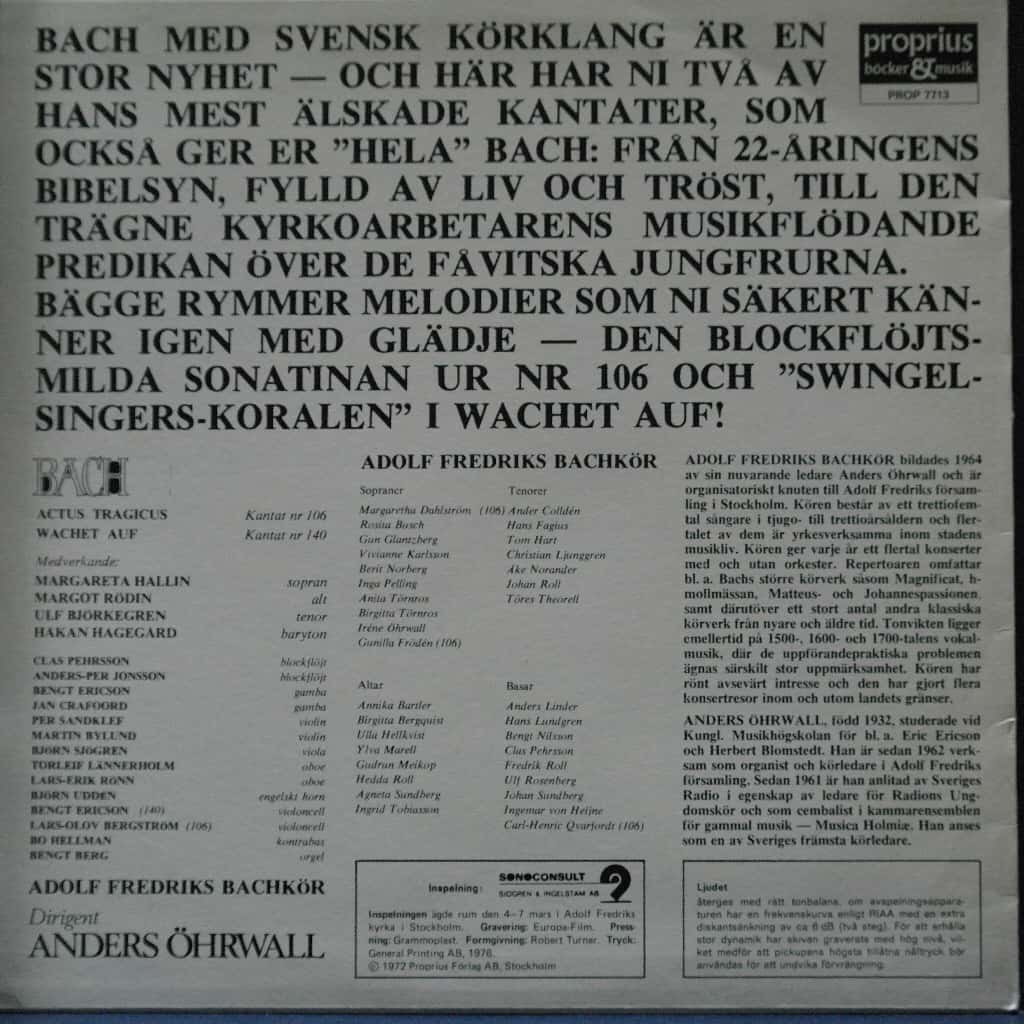 BACH MED SVENSK KÖRKLANG ÄR EN
STOR NYHET — OCH HÄR HAR NI TVÅ AV
HANS MEST ÄLSKADE KANTATER, SOM
OCKSÅ GER ER ”HELA” BACH: FRÅN 22-ÅRINGENS
BIBELSYN, FYLLD AV LIV OCH TRÖST, TILL DEN
TRÄGNE KYRKOARBETARENS MUSIKFLÖDANDE
PREDIKAN ÖVER DE FÅVITSKA JUNGFRURNA.
BÄGGE RYMMER MELODIER SOM NI SÄKERT KÄN-
NER IGEN MED GLÄDJE — DEN BLOCKFLÖJTS-
MILDA SONATINAN UR NR 106 OCH ”SWINGEL-
SINGERS-KORALEN” I WACHET AUF!
proprius
böcker & musik
PROP 7713
BACH
ACTUS TRAGICUS Kantat nr 106
WACHET AUF Kantat nr 140
Medverkande:
MARGARETA HALLIN sopran
MARGOT RÖDIN alt
ULF BJÖRKEGREN tenor
HÅKAN HAGEGÅRD baryton
CLAS PEHRSSON blockflöjt
ANDERS-PER JONSSON blockflöjt
BENGT ERICSON gamba
JAN CRAFOORD gamba
PER SANDKLEF violin
MARTIN BYLUND violin
BJÖRN SJÖGREN viola
TORLEIF LÄNNERHOLM oboe
LARS-ERIK RÖNN oboe
BJÖRN UDDÉN engelskt horn
BENGT ERICSON (140) violoncell
LARS-OLOV BERGSTRÖM (106) violoncell
BO HELLMAN kontrabas
BENGT BERG orgel
ADOLF FREDRIKS BACHKÖR
Dirigent
ANDERS ÖHRWALL
ADOLF FREDRIKS BACHKÖR
Sopraner
Margaretha Dahlström (106)
Rosita Bosch
Gun Glantzberg
Vivianne Karlsson
Berit Norberg
Inga Pelling
Anita Törnros
Birgitta Törnros
Iréne Öhrwall
Gunilla Frödén (106)
Tenorer
Ander Colldén
Hans Fagius
Tom Hart
Christian Ljunggren
Åke Norander
Johan Roll
Töres Theorell
Altar
Annika Bartler
Birgitta Bergquist
Ulla Hellkvist
Ylva Marell
Gudrun Meikop
Hedda Roll
Agneta Sundberg
Ingrid Tobiasson
Basar
Anders Linder
Hans Lundgren
Bengt Nilsson
Clas Pehrsson
Fredrik Roll
Ulf Rosenberg
Johan Sundberg
Ingemar von Heijne
Carl-Henric Qvarfordt (106)
Inspelning: SONOCONSULT
SJÖGREN & INGELSTAM AB
Inspelningen ägde rum den 4–7 mars i Adolf Fredriks
kyrka i Stockholm. Gravering: Europa-Film. Press-
ning: Grammoplast. Formgivning: Robert Turner. Tryck:
General Printing AB, 1976.
© 1972 Proprius Förlag AB, Stockholm
ADOLF FREDRIKS BACHKÖR bildades 1964
av sin nuvarande ledare Anders Öhrwall och är
organisatoriskt knuten till Adolf Fredriks försam-
ling i Stockholm. Kören består av ett trettiofem-
tal sångare i tjugo- till trettioårsåldern och fler-
talet av dem är yrkesverksamma inom stadens
musikliv. Kören ger varje år ett flertal konserter
med och utan orkester. Repertoaren omfattar
bl. a. Bachs större körverk såsom Magnificat, h-
mollmässan, Matteus- och Johannespassionen
samt därutöver ett stort antal andra klassiska
körverk från nyare och äldre tid. Tonvikten ligger
emellertid på 1500-, 1600- och 1700-talens vokal-
musik, där de uppförandepraktiska problemen
ägnas särskilt stor uppmärksamhet. Kören har
rönt avsevärt intresse och den har gjort flera
konsertresor inom och utom landets gränser.
ANDERS ÖHRWALL, född 1932, studerade vid
Kungl. Musikhögskolan för bl. a. Eric Ericson
och Herbert Blomstedt. Han är sedan 1962 verk-
sam som organist och körledare i Adolf Fredriks
församling. Sedan 1961 är han anlitad av Sveriges
Radio i egenskap av ledare för Radions Ung-
domskör och som cembalist i kammarensemblen
för gammal musik — Musica Holmiæ. Han anses
som en av Sveriges främsta körledare.
Ljudet
återges med rätt tonbalans, om avspelningsappara-
turen har en frekvenskurva enligt RIAA med en extra
diskantsänkning av ca 6 dB (två steg). För att erhålla
stor dynamik har skivan graverats med hög nivå, vil-
ket medför att pickupens högsta tillåtna nåltryck bör
användas för att undvika förvrängning.